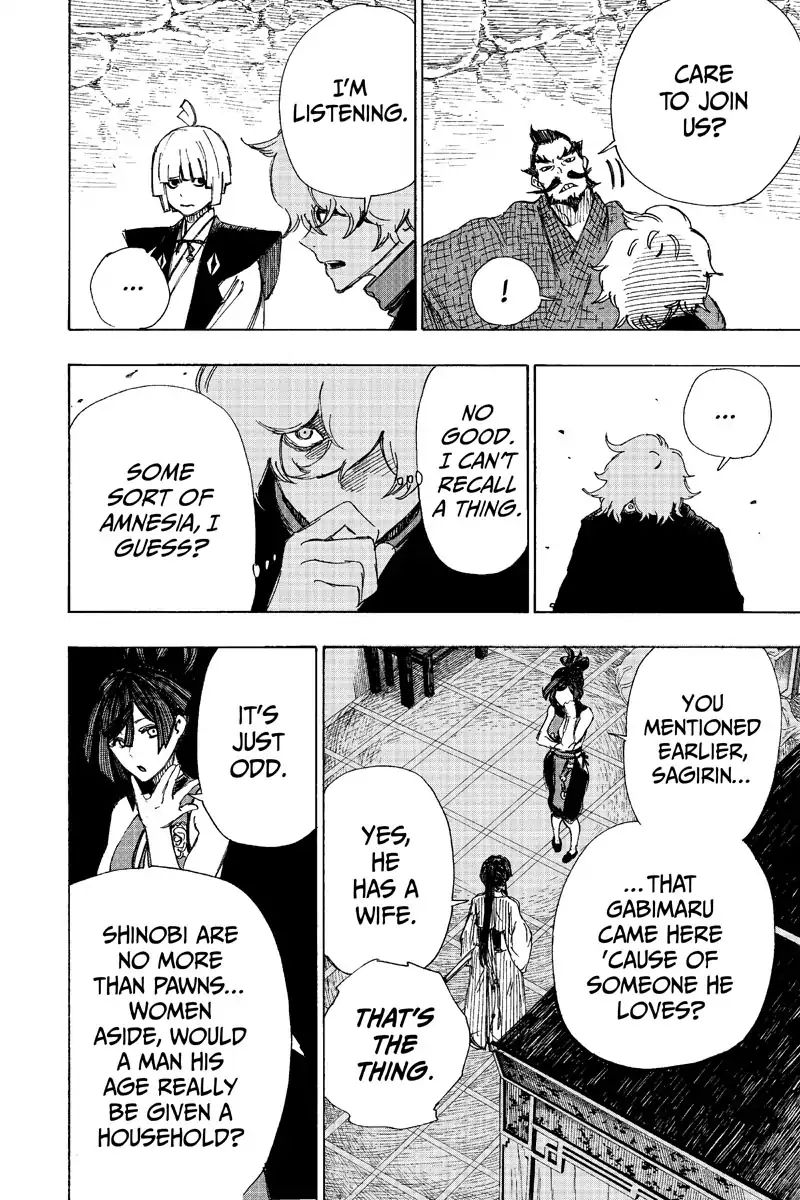 CARE
TO JOIN
US?
!
I'M
LISTENING.
...
...
NO
GOOD.
I CAN'T
RECALL
A THING.
SOME
SORT OF
AMNESIA, I
GUESS?
YOU
MENTIONED
EARLIER,
SAGIRIN...
...THAT
GABIMARU
CAME HERE
'CAUSE OF
SOMEONE HE
LOVES?
YES,
HE
HAS A
WIFE.
THAT'S
THE
THING.
IT'S
JUST
ODD.
SHINOBI ARE
NO MORE
THAN PAWNS...
WOMEN
ASIDE, WOULD
A MAN HIS
AGE REALLY
BE GIVEN A
HOUSEHOLD?